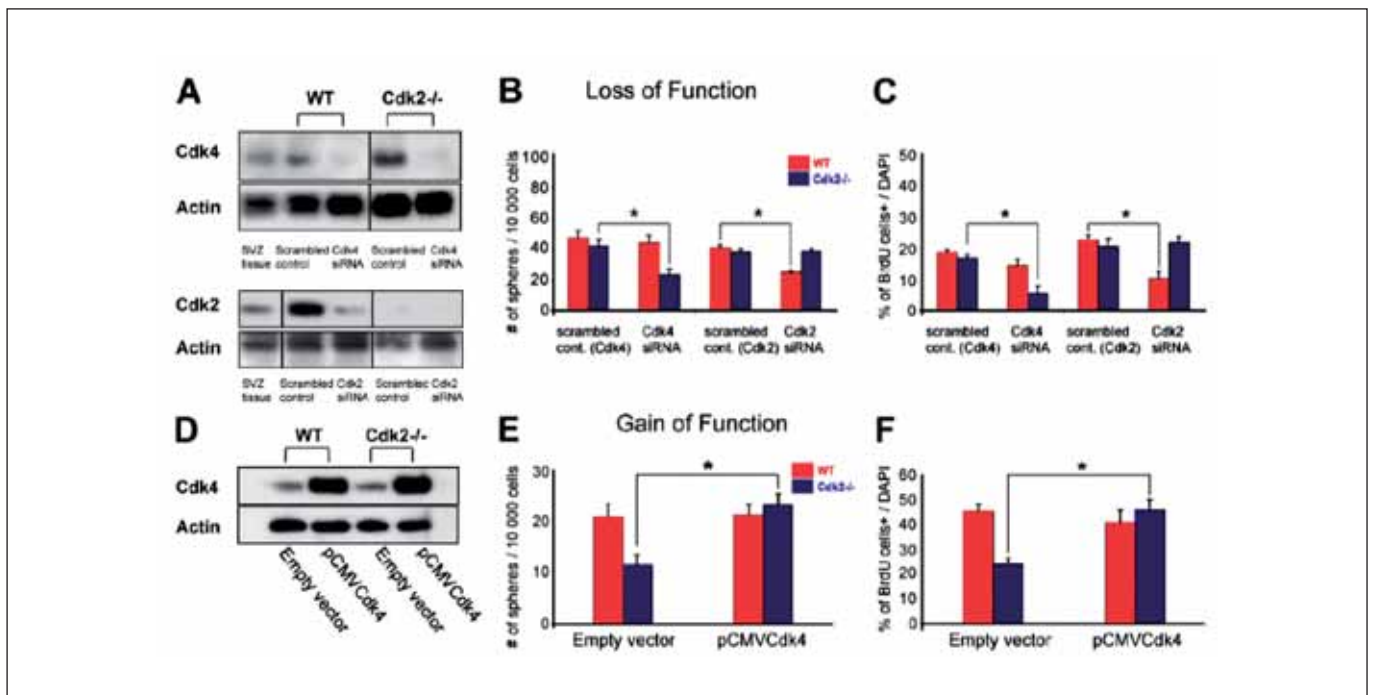 A
WT Cdk2-/-
Cdk4
Actin
SVZ tissue
Scrambled control
Cdk4 siRNA
Scrambled control
Cdk4 siRNA
Cdk2
Actin
SVZ tissue
Scrambled control
Cdk2 siRNA
Scrambled control
Cdk2 siRNA
B
Loss of Function
# of spheres / 10 000 cells
100
80
60
40
20
0
WT
Cdk2-/-
*
*
scrambled cont. (Cdk4)
Cdk4 siRNA
scrambled cont. (Cdk2)
Cdk2 siRNA
C
% of BrdU cells+ / DAPI
50
40
30
20
10
0
*
*
scrambled cont. (Cdk4)
Cdk4 siRNA
scrambled cont. (Cdk2)
Cdk2 siRNA
D
WT Cdk2-/-
Cdk4
Actin
Empty vector
pCMVCdk4
Empty vector
pCMVCdk4
E
Gain of Function
# of spheres / 10 000 cells
30
20
10
0
WT
Cdk2-/-
*
Empty vector
pCMVCdk4
F
% of BrdU cells+ / DAPI
60
50
40
30
20
10
0
*
Empty vector
pCMVCdk4